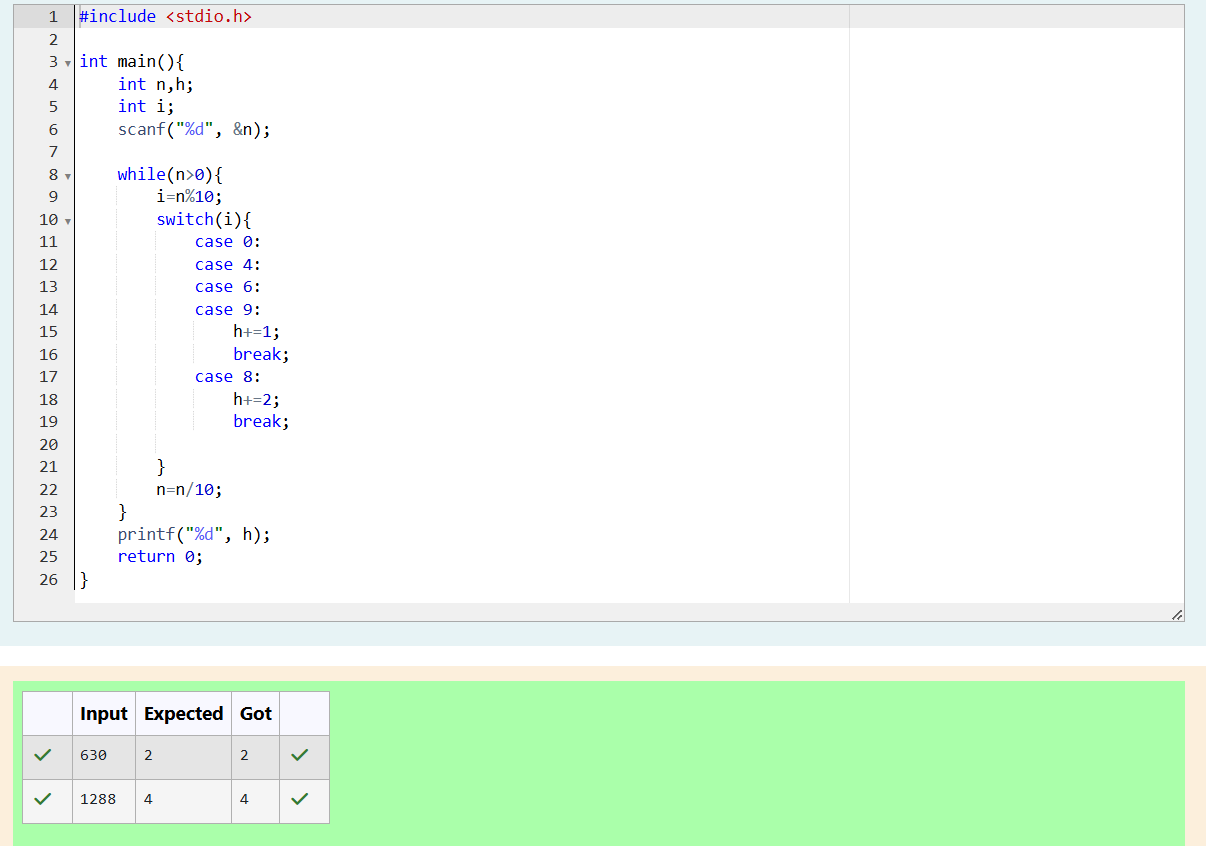 1 #include <stdio.h>
2
3 int main(){
4     int n,h;
5     int i;
6     scanf("%d", &n);
7
8     while(n>0){
9         i=n%10;
10         switch(i){
11             case 0:
12             case 4:
13             case 6:
14             case 9:
15                 h+=1;
16                 break;
17             case 8:
18                 h+=2;
19                 break;
20
21         }
22         n=n/10;
23     }
24     printf("%d", h);
25     return 0;
26 }
Input Expected Got
630 2 2
1288 4 4